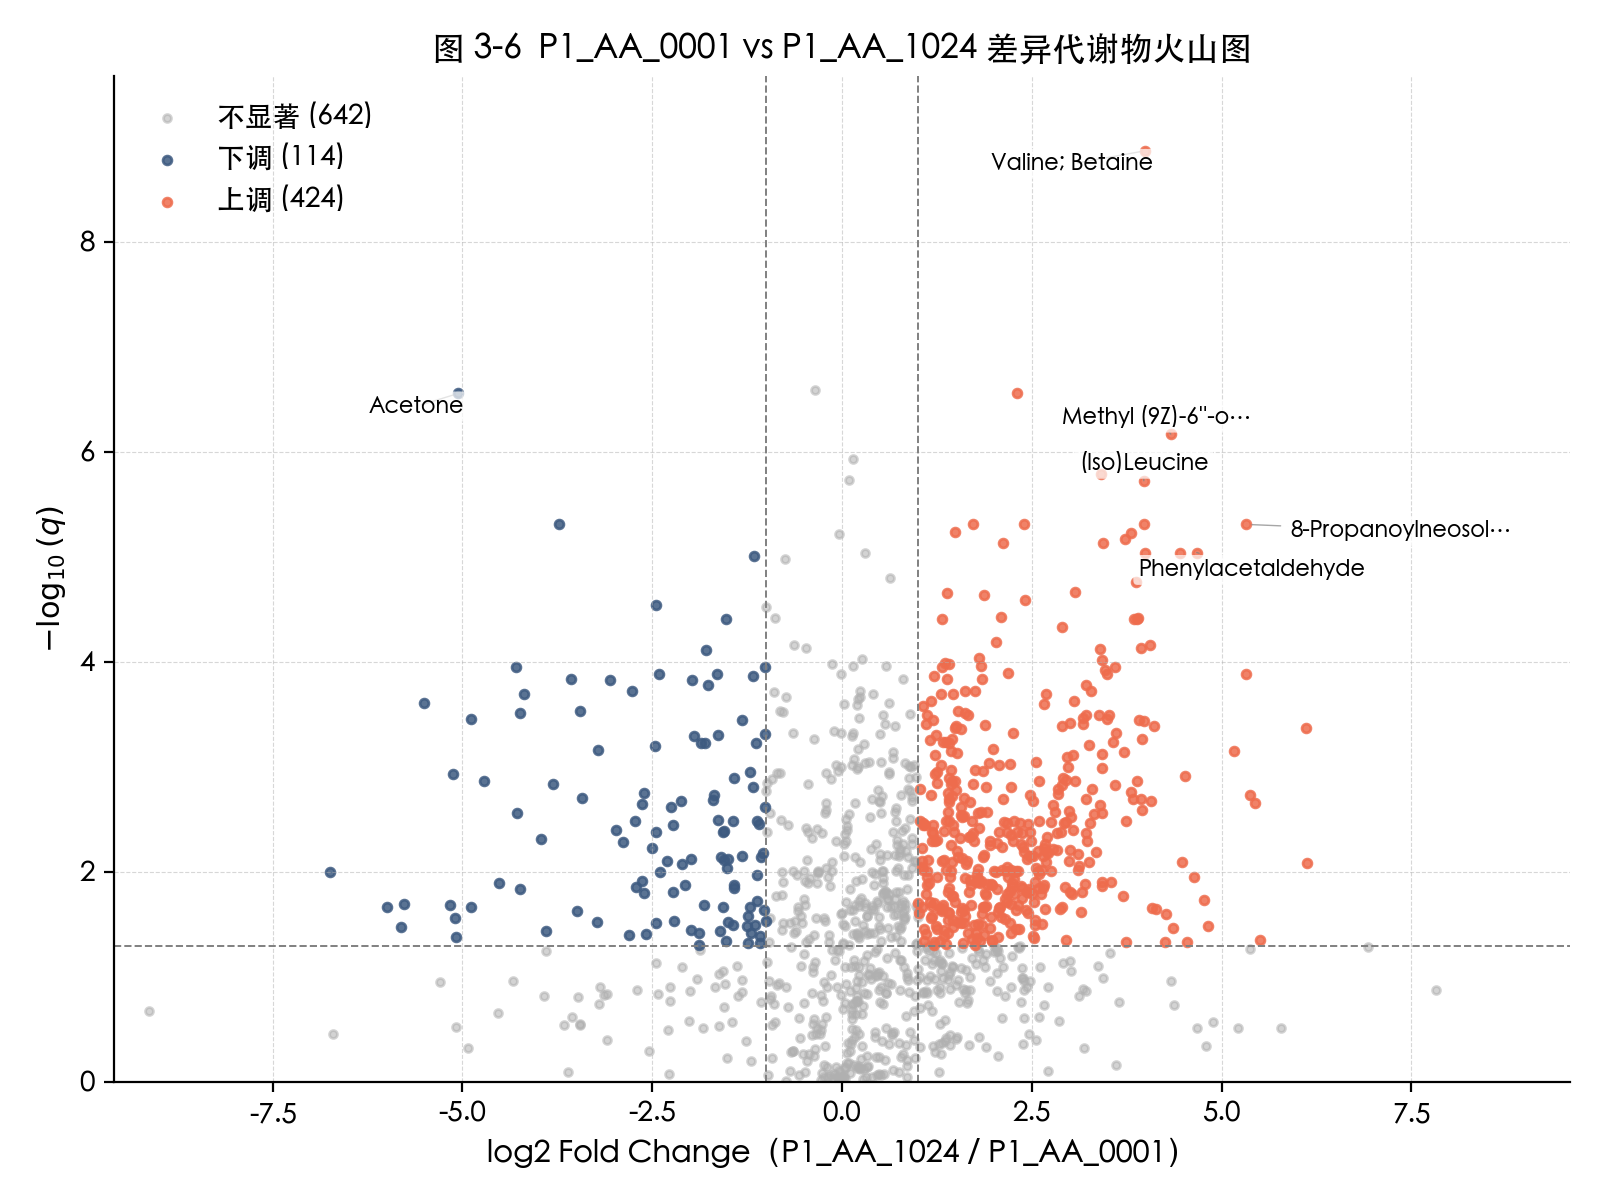 图 3-6 P1_AA_0001 vs P1_AA_1024 差异代谢物火山图
不显著 (642)
下调 (114)
上调 (424)
Valine; Betaine
Acetone
Methyl (9Z)-6"-o…
(Iso)Leucine
8-Propanoylneosol…
Phenylacetaldehyde
−log10(q)
8
6
4
2
0
-7.5
-5.0
-2.5
0.0
2.5
5.0
7.5
log2 Fold Change (P1_AA_1024 / P1_AA_0001)